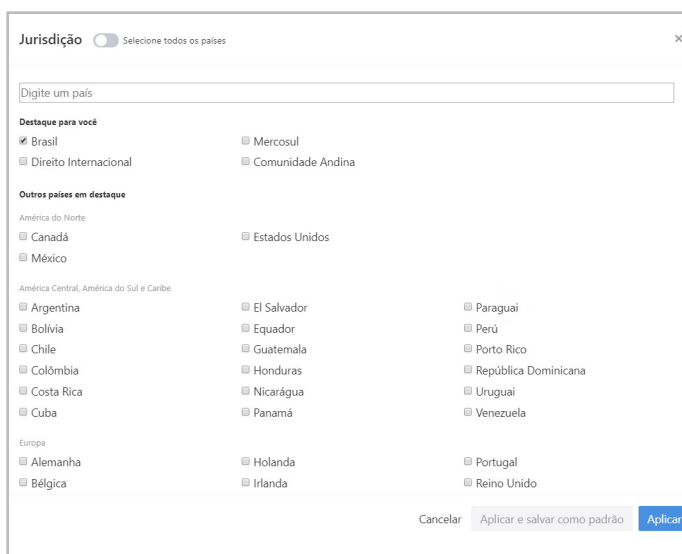 Jurisdição Selecione todos os países ×
Digite um país
Destaque para você
Brasil Mercosul
Direito Internacional Comunidade Andina
Outros países em destaque
América do Norte
Canadá Estados Unidos
México
América Central, América do Sul e Caribe
Argentina El Salvador Paraguai
Bolívia Equador Perú
Chile Guatemala Porto Rico
Colômbia Honduras República Dominicana
Costa Rica Nicarágua Uruguai
Cuba Panamá Venezuela
Europa
Alemanha Holanda Portugal
Bélgica Irlanda Reino Unido
Cancelar Aplicar e salvar como padrão Aplicar